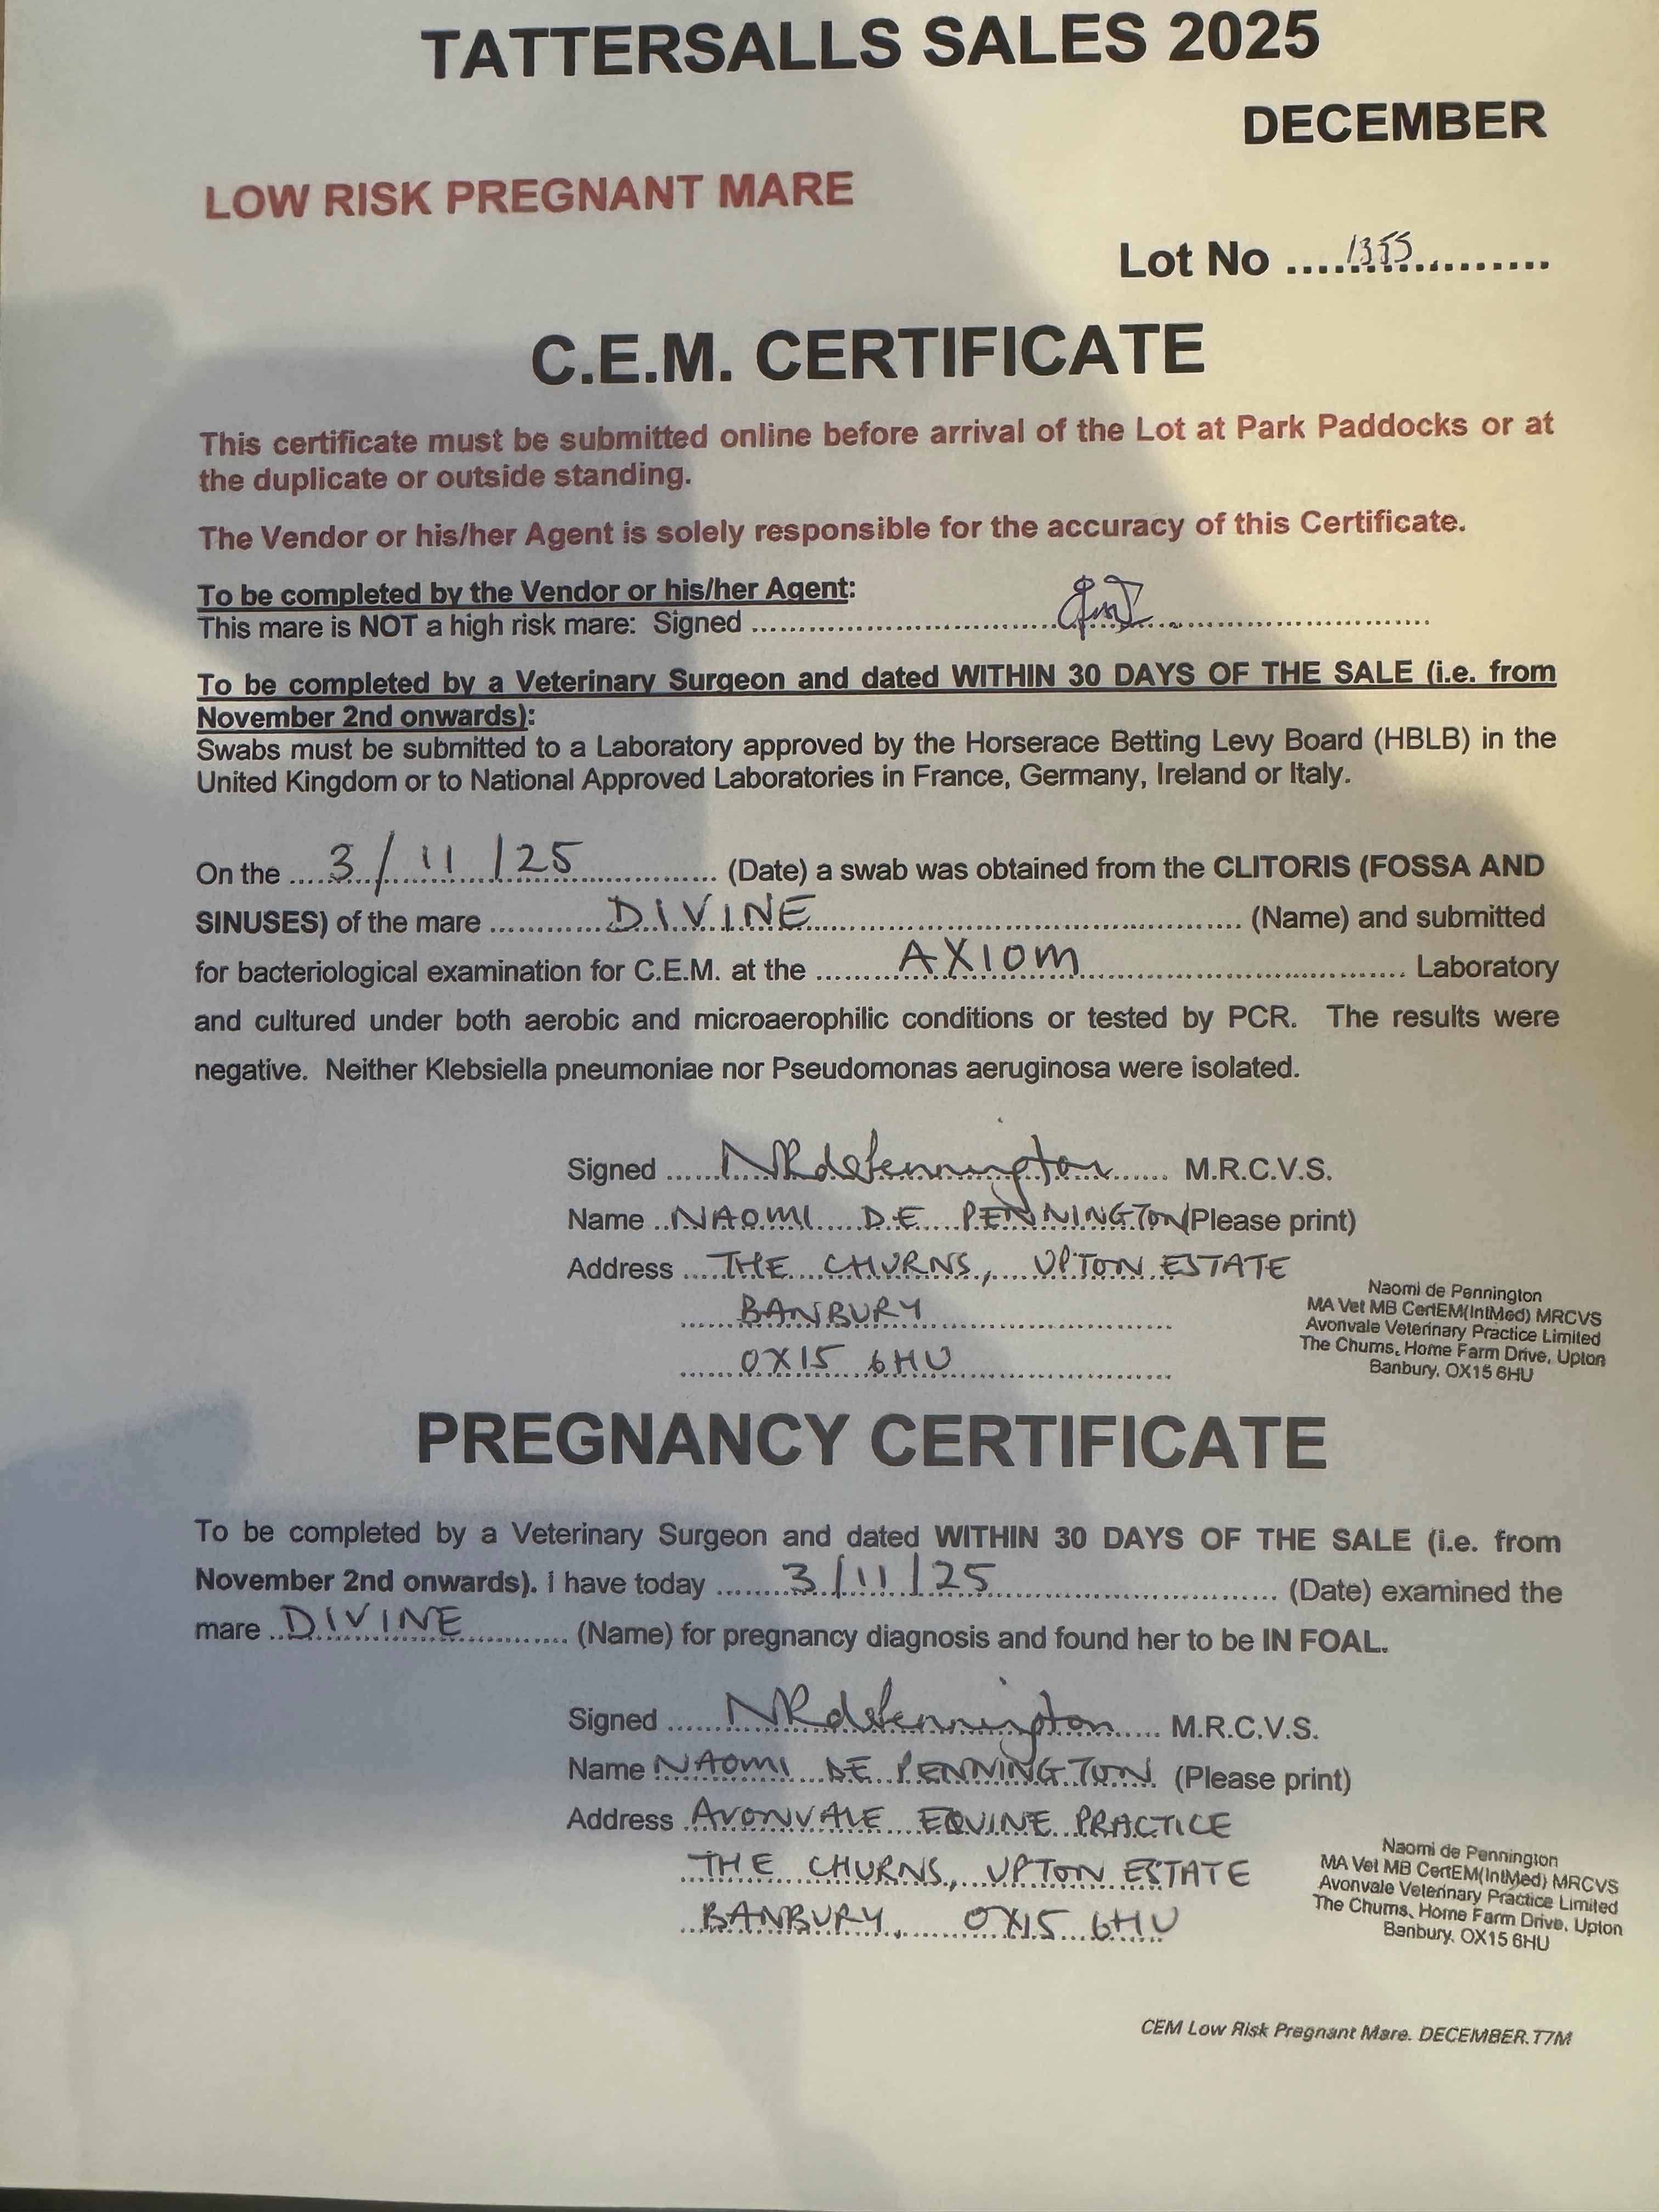 TATTERSALLS SALES 2025
DECEMBER
LOW RISK PREGNANT MARE
Lot No ....1355............
C.E.M. CERTIFICATE
This certificate must be submitted online before arrival of the Lot at Park Paddocks or at
the duplicate or outside standing.
The Vendor or his/her Agent is solely responsible for the accuracy of this Certificate.
To be completed by the Vendor or his/her Agent:
This mare is NOT a high risk mare: Signed
To be completed by a Veterinary Surgeon and dated WITHIN 30 DAYS OF THE SALE (i.e. from
November 2nd onwards):
Swabs must be submitted to a Laboratory approved by the Horserace Betting Levy Board (HBLB) in the
United Kingdom or to National Approved Laboratories in France, Germany, Ireland or Italy.
On the 3/11/25 (Date) a swab was obtained from the CLITORIS (FOSSA AND
SINUSES) of the mare DIVINE (Name) and submitted
for bacteriological examination for C.E.M. at the AXIOM Laboratory
and cultured under both aerobic and microaerophilic conditions or tested by PCR. The results were
negative. Neither Klebsiella pneumoniae nor Pseudomonas aeruginosa were isolated.
Signed NRdePennington M.R.C.V.S.
Name NAOMI DE PENNINGTON (Please print)
Address THE CHURNS, UPTON ESTATE
BANBURY
OX15 6HU
Naomi de Pennington
MA Vet MB CertEM(IntMed) MRCVS
Avonvale Veterinary Practice Limited
The Churns, Home Farm Drive, Upton
Banbury, OX15 6HU
PREGNANCY CERTIFICATE
To be completed by a Veterinary Surgeon and dated WITHIN 30 DAYS OF THE SALE (i.e. from
November 2nd onwards). I have today 3/11/25 (Date) examined the
mare DIVINE (Name) for pregnancy diagnosis and found her to be IN FOAL.
Signed NRdePennington M.R.C.V.S.
Name NAOMI DE PENNINGTON (Please print)
Address AVONVALE EQUINE PRACTICE
THE CHURNS, UPTON ESTATE
BANBURY, OX15 6HU
Naomi de Pennington
MA Vet MB CertEM(IntMed) MRCVS
Avonvale Veterinary Practice Limited
The Churns, Home Farm Drive, Upton
Banbury, OX15 6HU
CEM Low Risk Pregnant Mare. DECEMBER.T7M